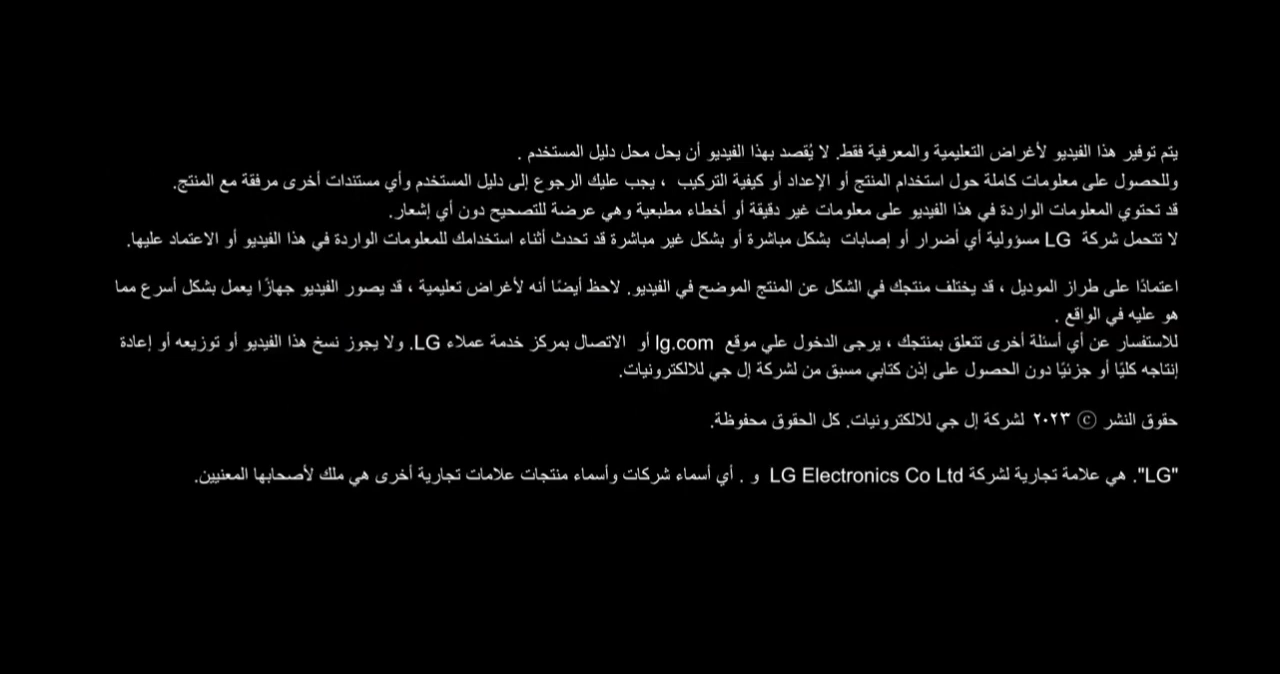 يتم توفير هذا الفيديو لأغراض التعليمية والمعرفية فقط. لا يُقصد بهذا الفيديو أن يحل محل دليل المستخدم .
وللحصول على معلومات كاملة حول استخدام المنتج أو الإعداد أو كيفية التركيب ، يجب عليك الرجوع إلى دليل المستخدم وأي مستندات أخرى مرفقة مع المنتج.
قد تحتوي المعلومات الواردة في هذا الفيديو على معلومات غير دقيقة أو أخطاء مطبعية وهي عرضة للتصحيح دون أي إشعار.
لا تتحمل شركة LG مسؤولية أي أضرار أو إصابات بشكل مباشرة أو بشكل غير مباشرة قد تحدث أثناء استخدامك للمعلومات الواردة في هذا الفيديو أو الاعتماد عليها.
اعتمادًا على طراز الموديل ، قد يختلف منتجك في الشكل عن المنتج الموضح في الفيديو. لاحظ أيضًا أنه لأغراض تعليمية ، قد يصور الفيديو جهازًا يعمل بشكل أسرع مما
هو عليه في الواقع .
للاستفسار عن أي أسئلة أخرى تتعلق بمنتجك ، يرجى الدخول علي موقع lg.com أو الاتصال بمركز خدمة عملاء LG. ولا يجوز نسخ هذا الفيديو أو توزيعه أو إعادة
إنتاجه كليًا أو جزئيًا دون الحصول على إذن كتابي مسبق من لشركة إل جي للالكترونيات.
حقوق النشر © ٢٠٢٣ لشركة إل جي للالكترونيات. كل الحقوق محفوظة.
"LG". هي علامة تجارية لشركة LG Electronics Co Ltd و . أي أسماء شركات وأسماء منتجات علامات تجارية أخرى هي ملك لأصحابها المعنيين.